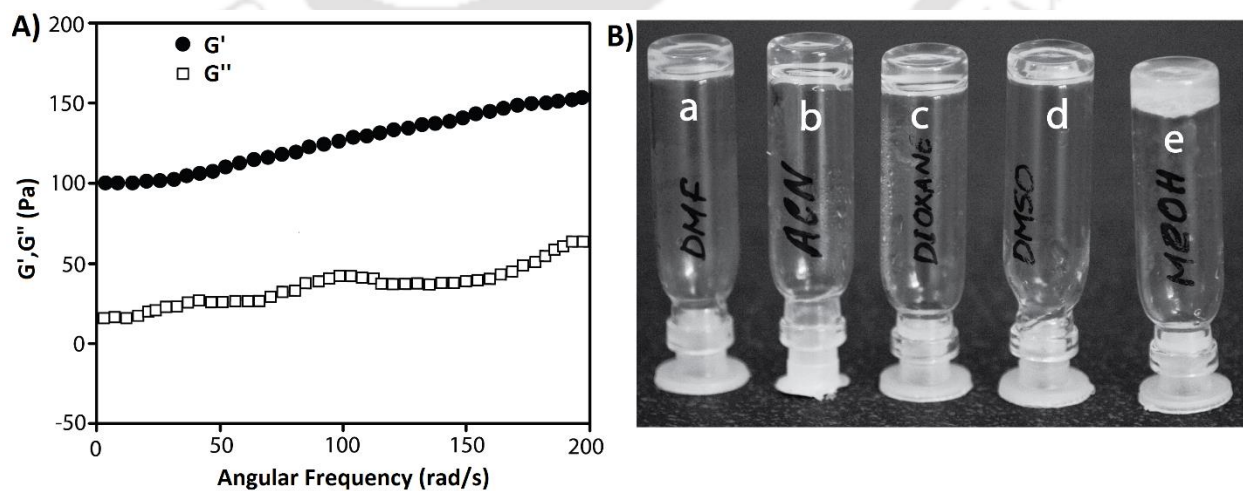 A)
200
150
100
50
0
-50
G',G'' (Pa)
G'
G''
0 50 100 150 200
Angular Frequency (rad/s)
B)
a b c d e
DMF
ACN
DIOXANE
DMSO
MEOH